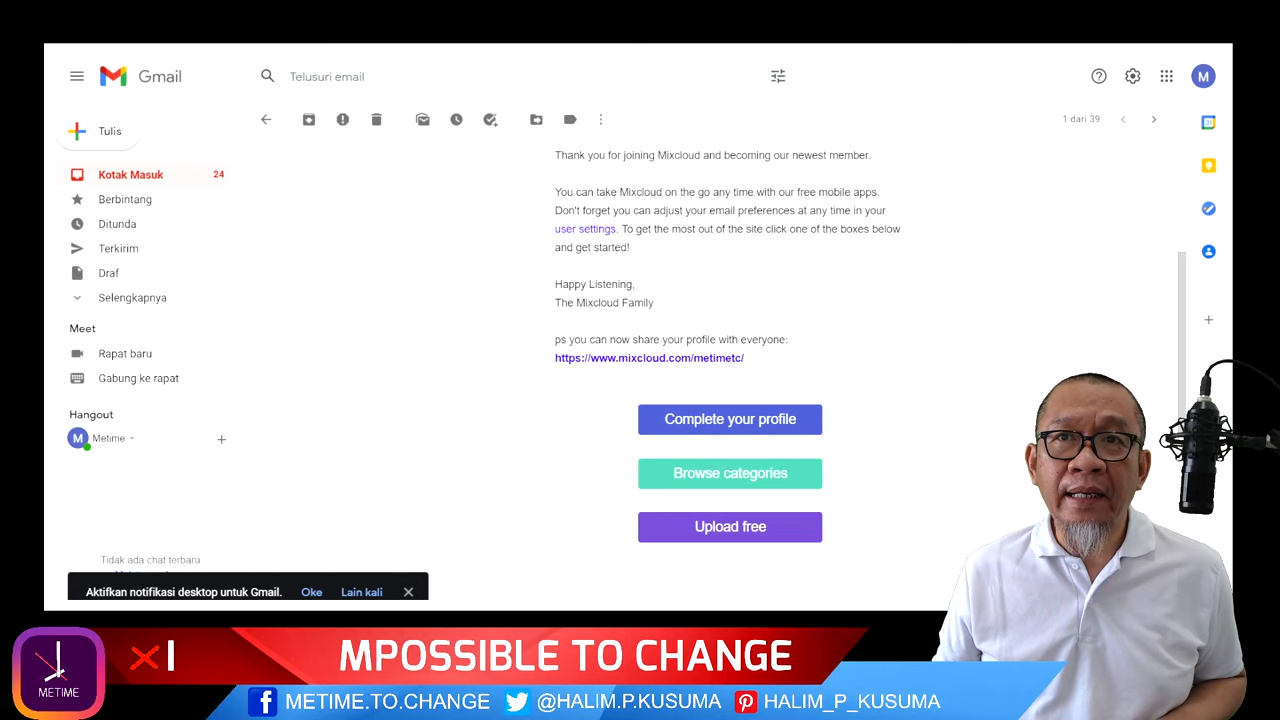 Gmail
Telusuri email
M
Tulis
1 dari 39
Kotak Masuk 24
Berbintang
Ditunda
Terkirim
Draf
Selengkapnya
Meet
Rapat baru
Gabung ke rapat
Hangout
M Metime
Tidak ada chat terbaru
Aktifkan notifikasi desktop untuk Gmail. Oke Lain kali
Thank you for joining Mixcloud and becoming our newest member.
You can take Mixcloud on the go any time with our free mobile apps.
Don't forget you can adjust your email preferences at any time in your
user settings. To get the most out of the site click one of the boxes below
and get started!
Happy Listening,
The Mixcloud Family
ps you can now share your profile with everyone:
https://www.mixcloud.com/metimetc/
Complete your profile
Browse categories
Upload free
31
METIME
I
MPOSSIBLE TO CHANGE
METIME.TO.CHANGE @HALIM.P.KUSUMA HALIM_P_KUSUMA